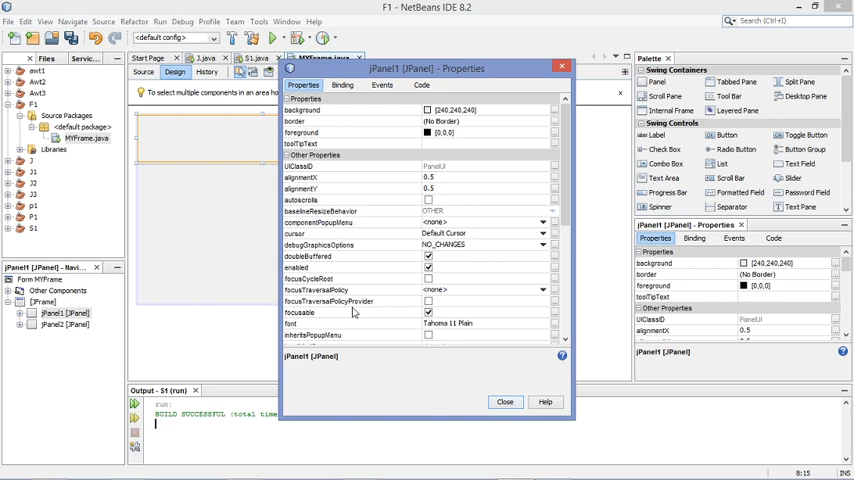 F1 - NetBeans IDE 8.2
File Edit View Navigate Source Refactor Run Debug Profile Team Tools Window Help
Search (Ctrl+I)
<default config>
Files Servic...
Start Page J.java S1.java MYFrame.java
Source Design History
To select multiple components in an area ho
awt1
Awt2
Awt3
F1
Source Packages
<default package>
MYFrame.java
Libraries
J
J1
J2
J3
p1
P1
S1
jPanel1 [JPanel] - Navi...
Form MYFrame
Other Components
[JFrame]
jPanel1 [JPanel]
jPanel2 [JPanel]
jPanel1 [JPanel] - Properties
Properties Binding Events Code
Properties
background [240,240,240]
border (No Border)
foreground [0,0,0]
toolTipText
Other Properties
UIClassID PanelUI
alignmentX 0.5
alignmentY 0.5
autoscrolls
baselineResizeBehavior OTHER
componentPopupMenu <none>
cursor Default Cursor
debugGraphicsOptions NO_CHANGES
doubleBuffered
enabled
focusCycleRoot
focusTraversalPolicy <none>
focusTraversalPolicyProvider
focusable
font Tahoma 11 Plain
inheritsPopupMenu
jPanel1 [JPanel]
Close Help
Palette
Swing Containers
Panel Tabbed Pane Split Pane
Scroll Pane Tool Bar Desktop Pane
Internal Frame Layered Pane
Swing Controls
Label Button Toggle Button
Check Box Radio Button Button Group
Combo Box List Text Field
Text Area Scroll Bar Slider
Progress Bar Formatted Field Password Field
Spinner Separator Text Pane
jPanel1 [JPanel] - Properties
Properties Binding Events Code
Properties
background [240,240,240]
border (No Border)
foreground [0,0,0]
toolTipText
Other Properties
UIClassID PanelUI
alignmentX 0.5
jPanel1 [JPanel]
Output - S1 (run)
run:
BUILD SUCCESSFUL (total time
8:15 INS